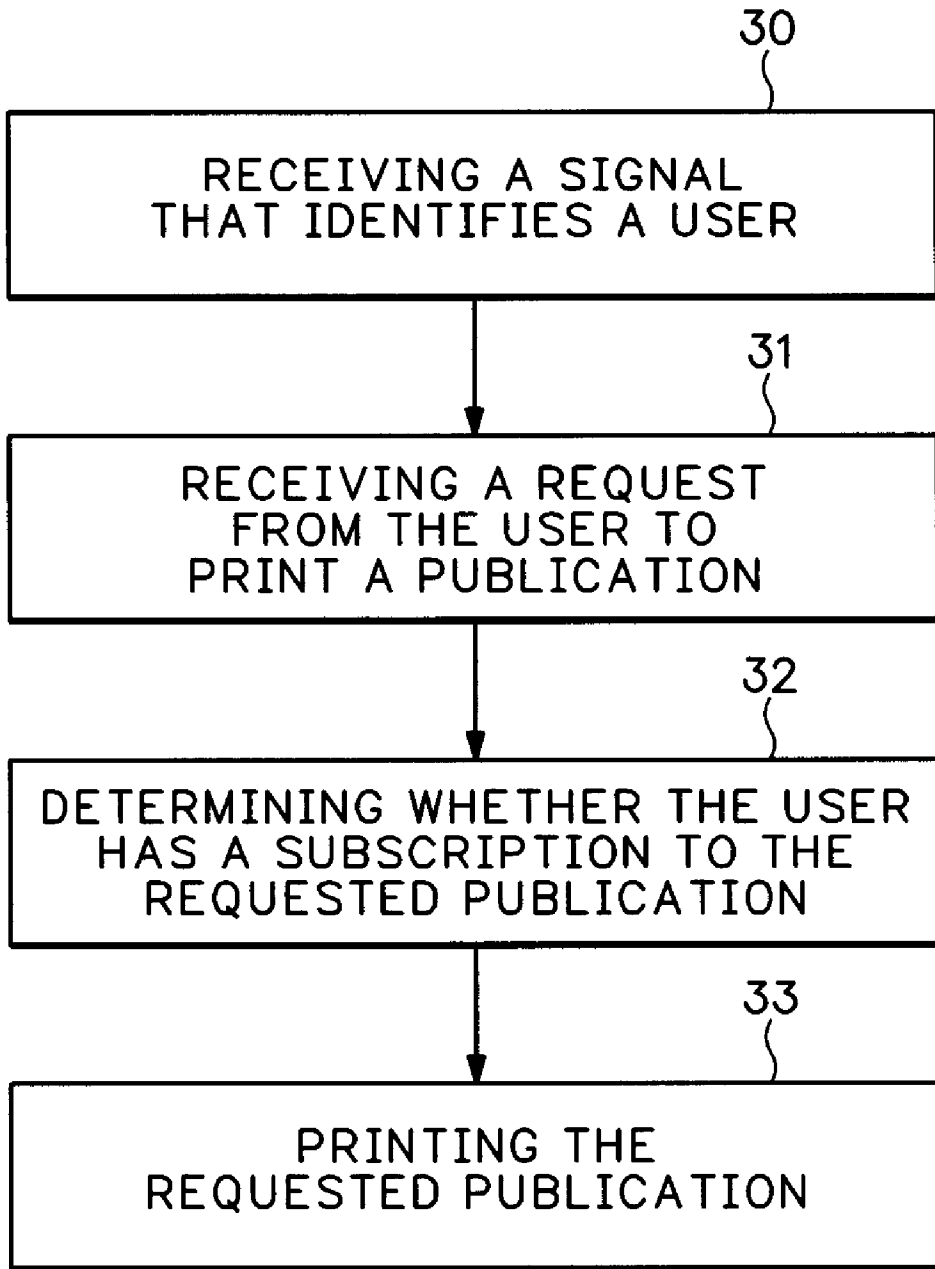 30
RECEIVING A SIGNAL
THAT IDENTIFIES A USER
31
RECEIVING A REQUEST
FROM THE USER TO
PRINT A PUBLICATION
32
DETERMINING WHETHER THE USER
HAS A SUBSCRIPTION TO THE
REQUESTED PUBLICATION
33
PRINTING THE
REQUESTED PUBLICATION